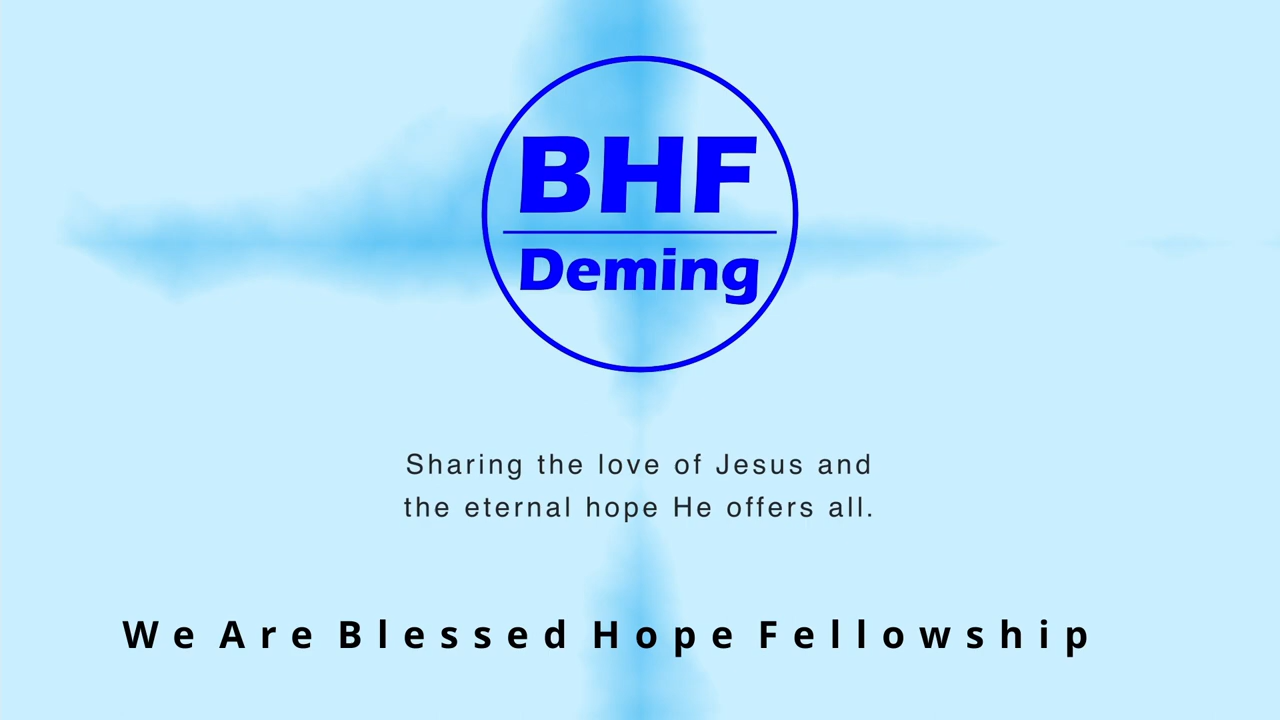 BHF
Deming
Sharing the love of Jesus and
the eternal hope He offers all.
We Are Blessed Hope Fellowship